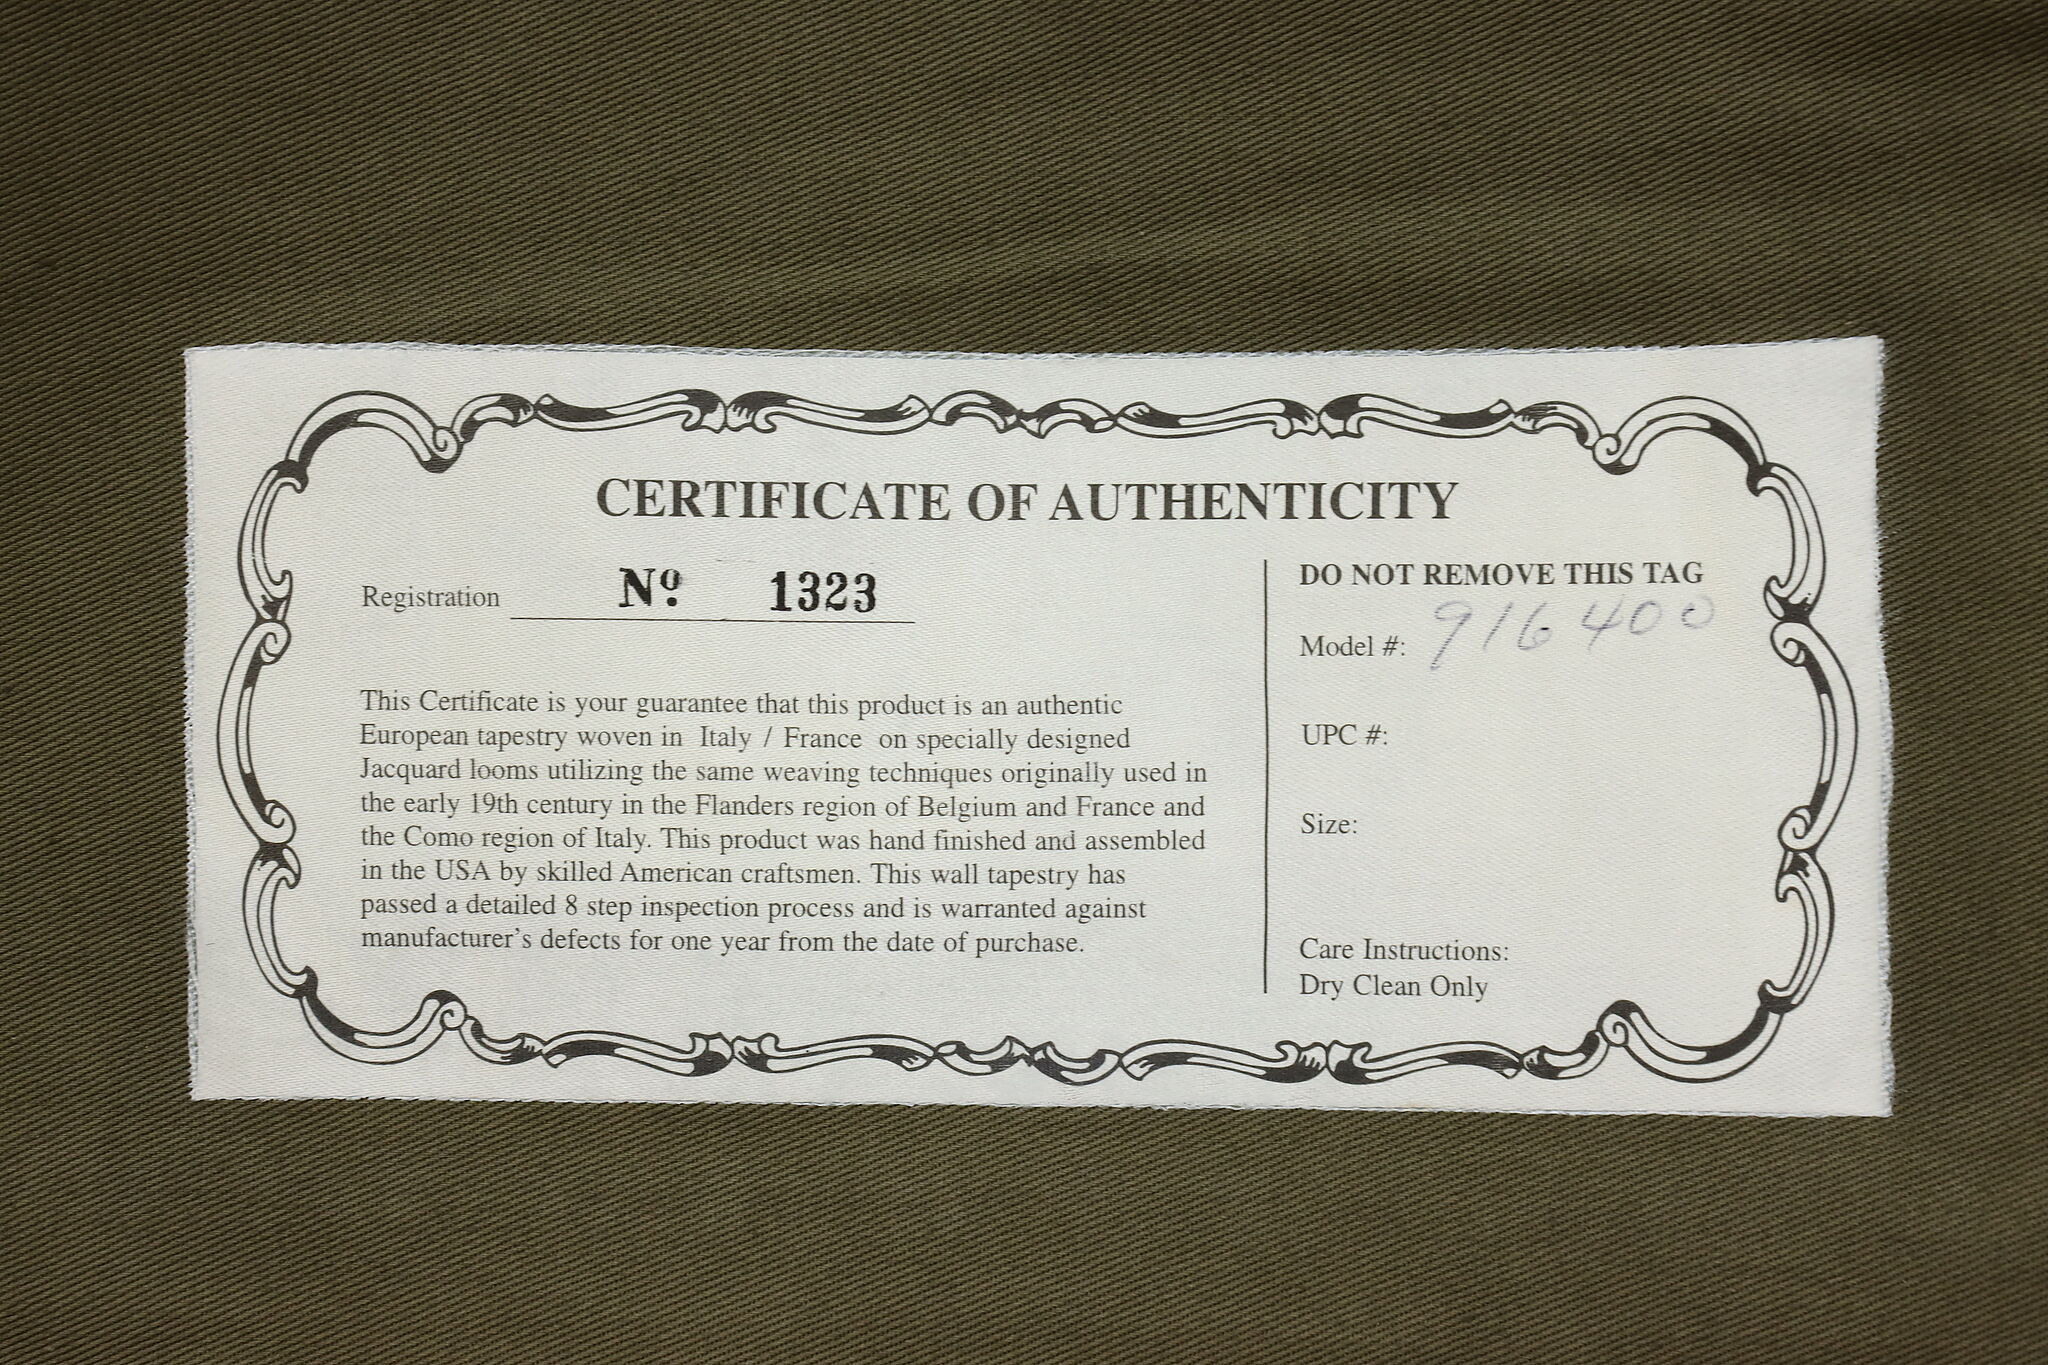 CERTIFICATE OF AUTHENTICITY
Registration Nº 1323
This Certificate is your guarantee that this product is an authentic
European tapestry woven in Italy / France on specially designed
Jacquard looms utilizing the same weaving techniques originally used in
the early 19th century in the Flanders region of Belgium and France and
the Como region of Italy. This product was hand finished and assembled
in the USA by skilled American craftsmen. This wall tapestry has
passed a detailed 8 step inspection process and is warranted against
manufacturer's defects for one year from the date of purchase.
DO NOT REMOVE THIS TAG
Model #: 916400
UPC #:
Size:
Care Instructions:
Dry Clean Only